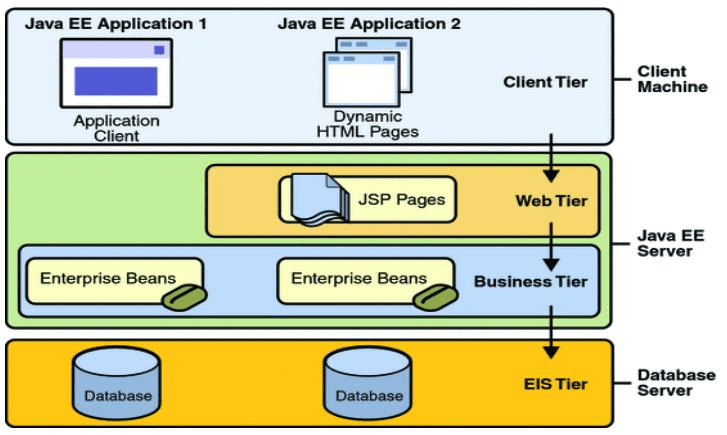 Java EE Application 1
Java EE Application 2
Application
Client
Dynamic
HTML Pages
Client Tier
Client
Machine
JSP Pages
Web Tier
Java EE
Server
Enterprise Beans
Enterprise Beans
Business Tier
Database
Database
EIS Tier
Database
Server